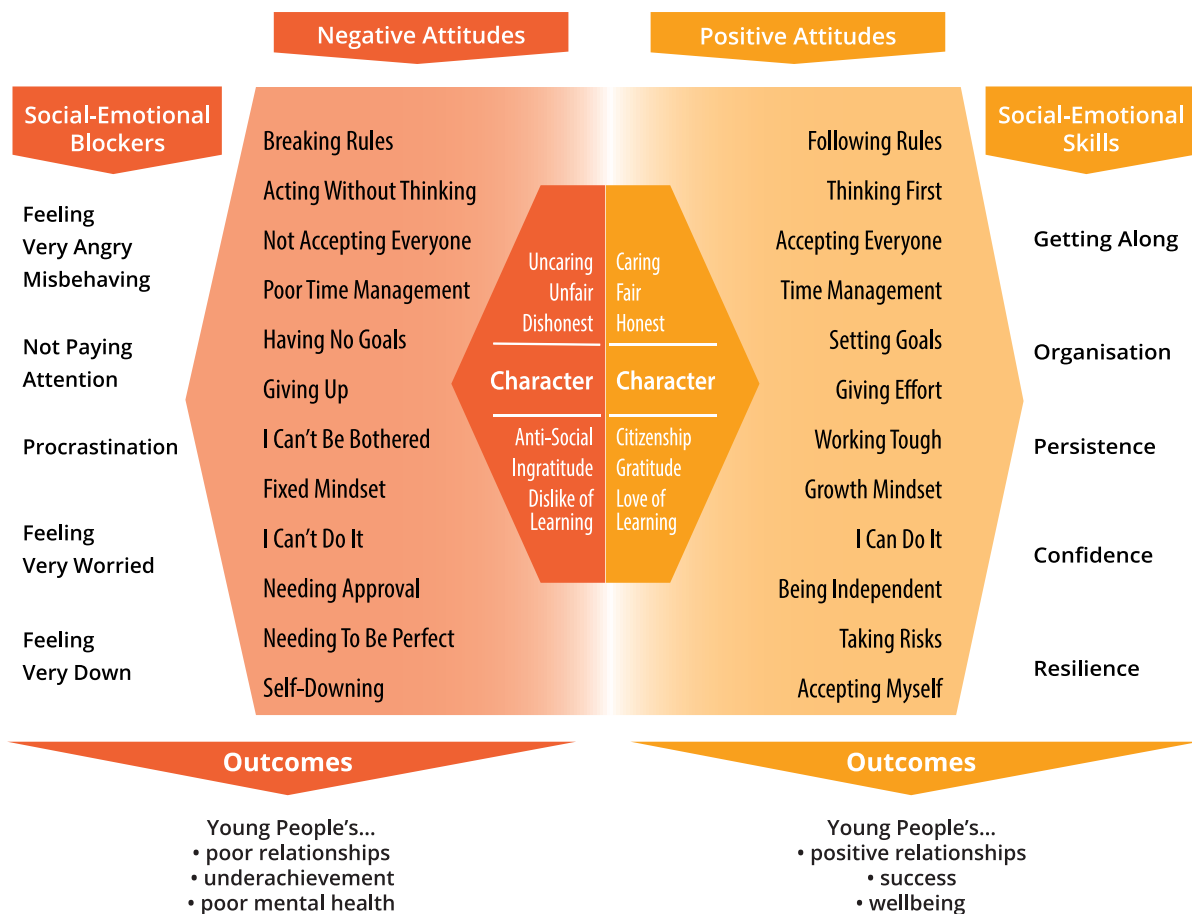 Negative Attitudes
Positive Attitudes
Social-Emotional
Blockers
Feeling
Very Angry
Misbehaving
Not Paying
Attention
Procrastination
Feeling
Very Worried
Feeling
Very Down
Breaking Rules
Acting Without Thinking
Not Accepting Everyone
Poor Time Management
Having No Goals
Giving Up
I Can't Be Bothered
Fixed Mindset
I Can't Do It
Needing Approval
Needing To Be Perfect
Self-Downing
Uncaring
Unfair
Dishonest
Character
Anti-Social
Ingratitude
Dislike of
Learning
Caring
Fair
Honest
Character
Citizenship
Gratitude
Love of
Learning
Following Rules
Thinking First
Accepting Everyone
Time Management
Setting Goals
Giving Effort
Working Tough
Growth Mindset
I Can Do It
Being Independent
Taking Risks
Accepting Myself
Social-Emotional
Skills
Getting Along
Organisation
Persistence
Confidence
Resilience
Outcomes
Young People's...
• poor relationships
• underachievement
• poor mental health
Outcomes
Young People's...
• positive relationships
• success
• wellbeing